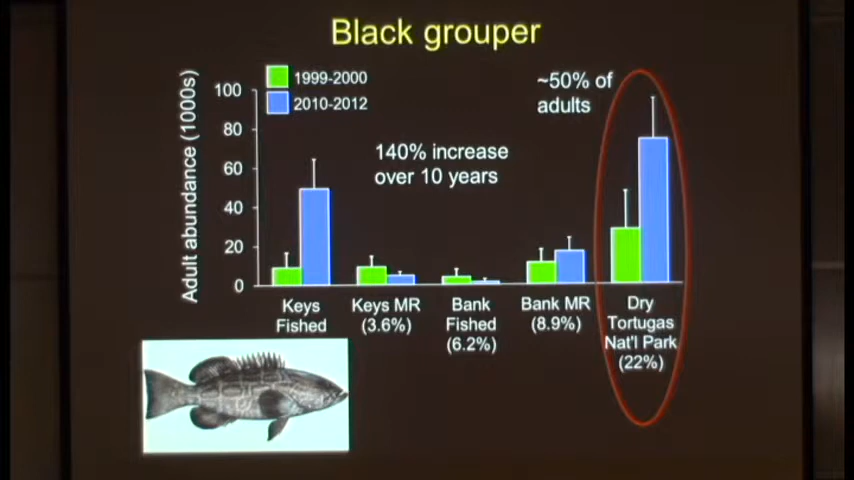 Black grouper
1999-2000
2010-2012
~50% of
adults
140% increase
over 10 years
Adult abundance (1000s)
100
80
60
40
20
0
Keys
Fished
Keys MR
(3.6%)
Bank
Fished
(6.2%)
Bank MR
(8.9%)
Dry
Tortugas
Nat'l Park
(22%)